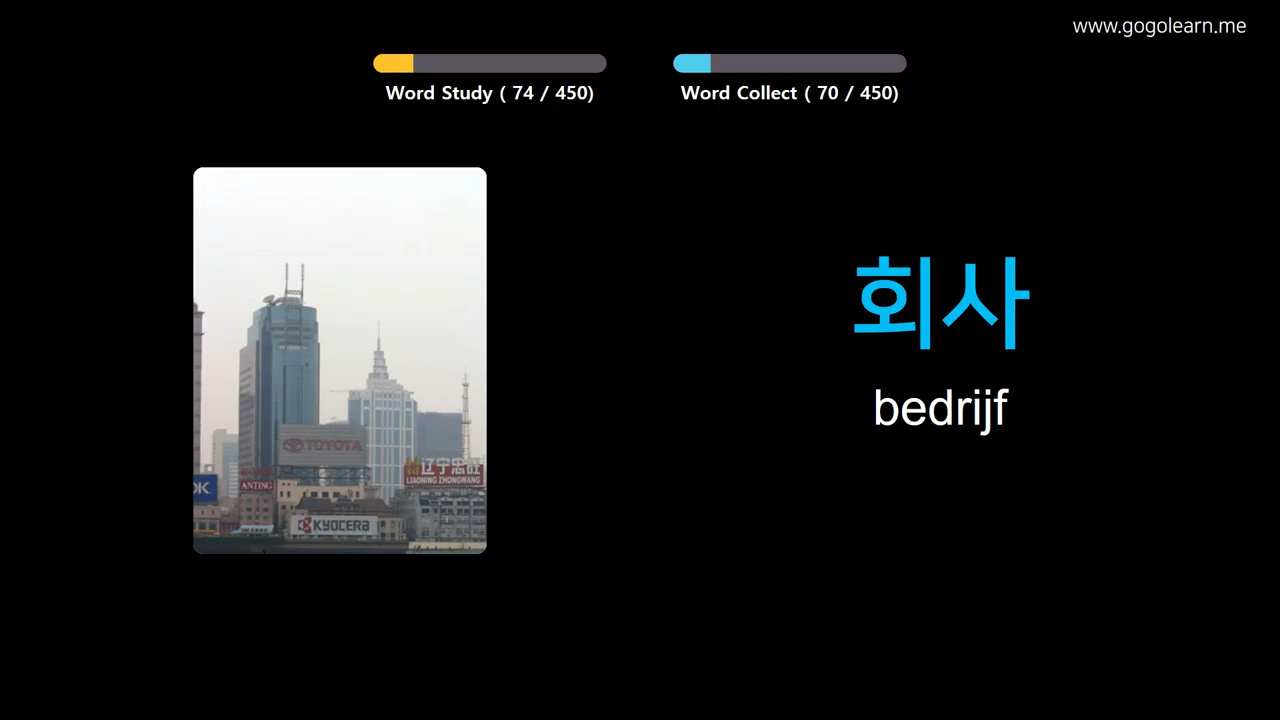 www.gogolearn.me
Word Study ( 74 / 450)
Word Collect ( 70 / 450)
회사
bedrijf
TOYOTA
辽宁忠旺
LIAONING ZHONGWANG
OK
ANTING
KYOCERA